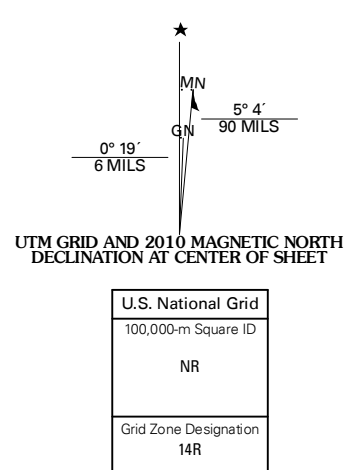 ★
MN
5° 4´
90 MILS
GN
0° 19´
6 MILS
UTM GRID AND 2010 MAGNETIC NORTH
DECLINATION AT CENTER OF SHEET
U.S. National Grid
100,000-m Square ID
NR
Grid Zone Designation
14R